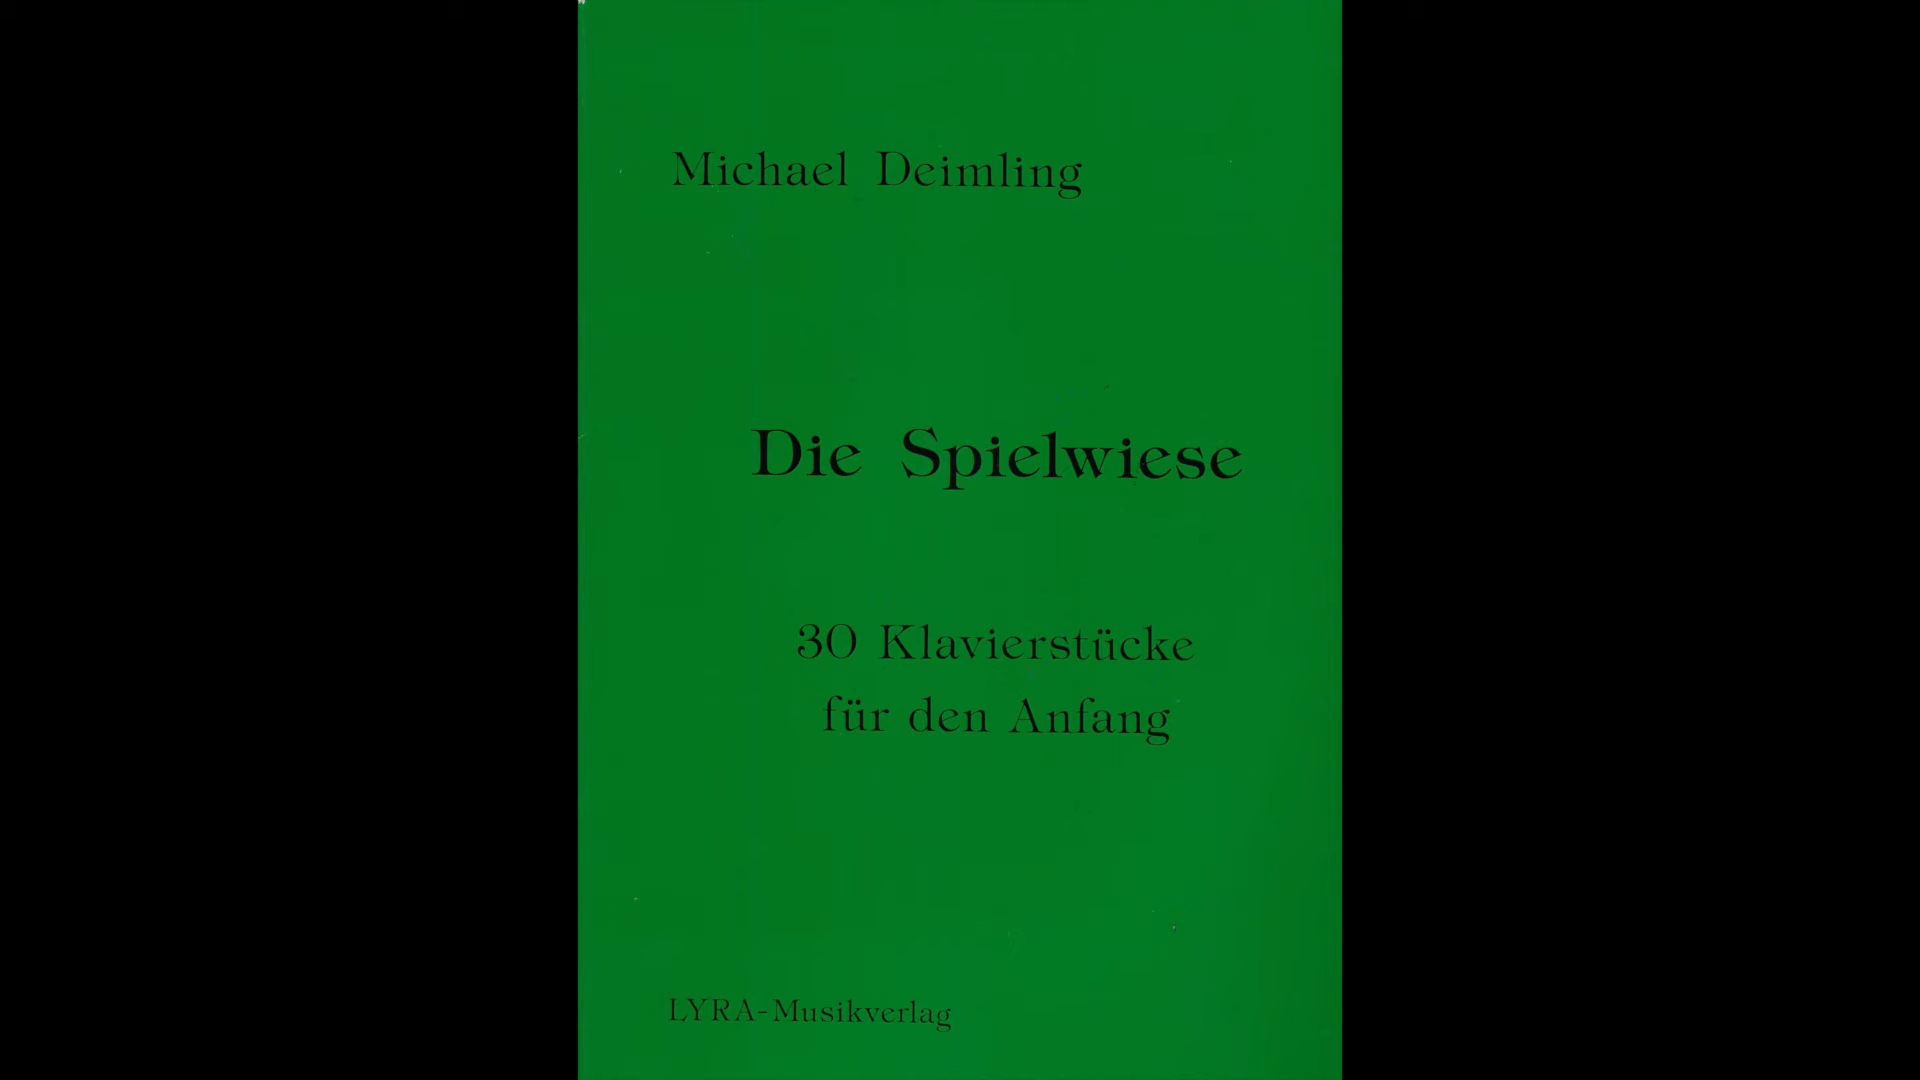 Michael Deimling
Die Spielwiese
30 Klavierstücke
für den Anfang
LYRA-Musikverlag